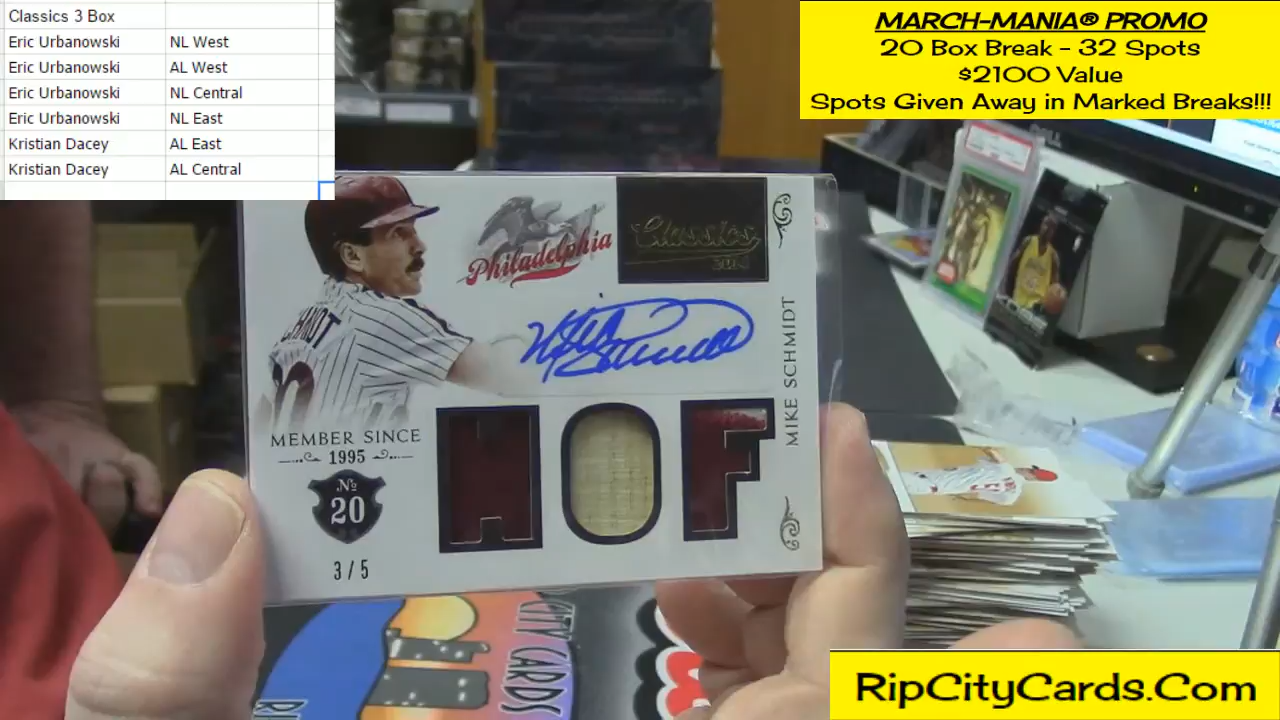 Classics 3 Box
Eric Urbanowski NL West
Eric Urbanowski AL West
Eric Urbanowski NL Central
Eric Urbanowski NL East
Kristian Dacey AL East
Kristian Dacey AL Central
MARCH-MANIA® PROMO
20 Box Break - 32 Spots
$2100 Value
Spots Given Away in Marked Breaks!!!
DELL
Philadelphia
Classics
MIKE SCHMIDT
MEMBER SINCE
1995
No
20
HOF
3/5
CITY CARDS
RipCityCards.Com